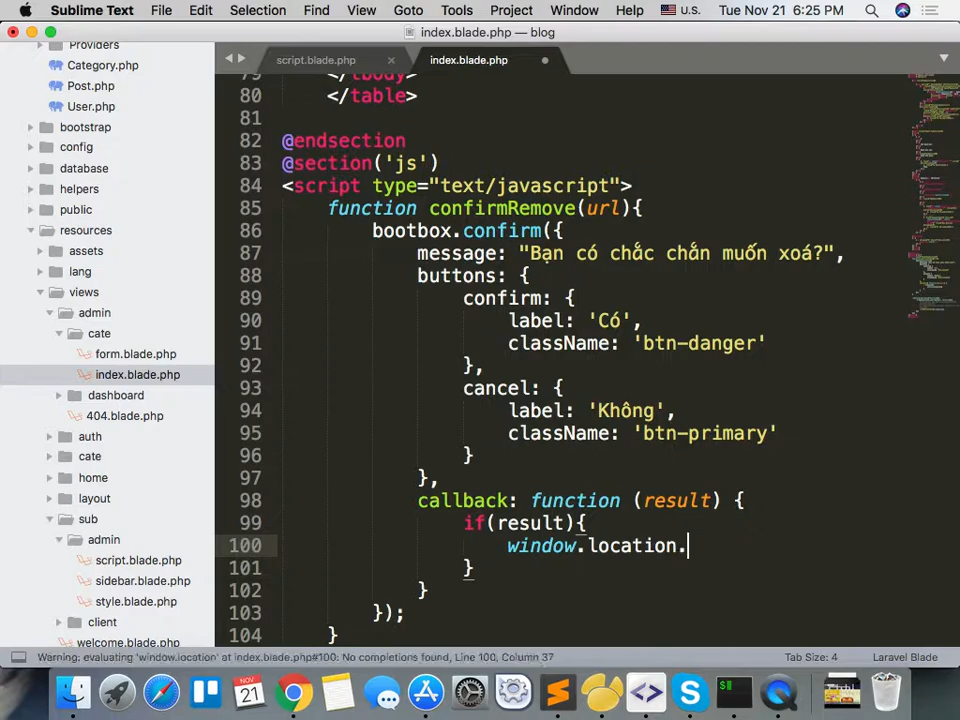 Sublime Text File Edit Selection Find View Goto Tools Project Window Help U.S. Tue Nov 21 6:25 PM
index.blade.php — blog
Providers
Category.php
Post.php
User.php
bootstrap
config
database
helpers
public
resources
assets
lang
views
admin
cate
form.blade.php
index.blade.php
dashboard
404.blade.php
auth
cate
home
layout
sub
admin
script.blade.php
sidebar.blade.php
style.blade.php
client
welcome.blade.php
script.blade.php × index.blade.php
79 </tbody>
80 </table>
81
82 @endsection
83 @section('js')
84 <script type="text/javascript">
85 function confirmRemove(url){
86 bootbox.confirm({
87 message: "Bạn có chắc chắn muốn xoá?",
88 buttons: {
89 confirm: {
90 label: 'Có',
91 className: 'btn-danger'
92 },
93 cancel: {
94 label: 'Không',
95 className: 'btn-primary'
96 }
97 },
98 callback: function (result) {
99 if(result){
100 window.location.
101 }
102 }
103 });
104 }
Warning: evaluating 'window.location' at index.blade.php#100: No completions found, Line 100, Column 37 Tab Size: 4 Laravel Blade
NOV
21